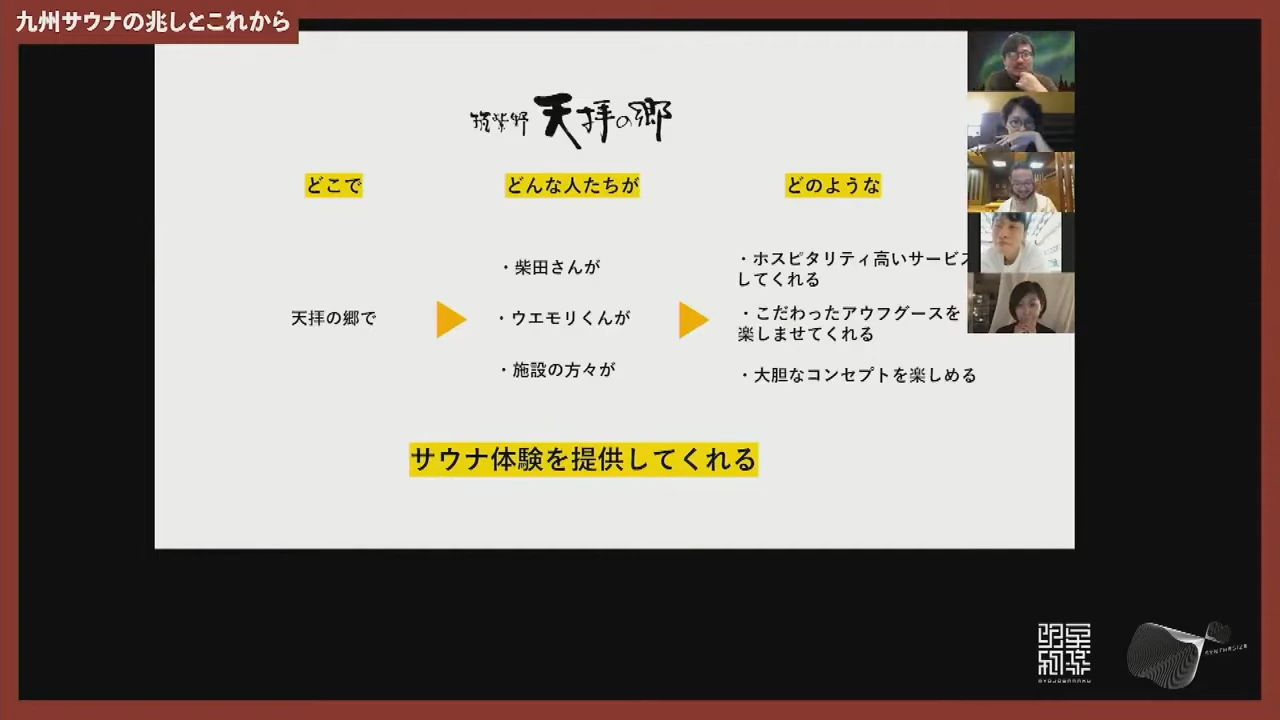 九州サウナの兆しとこれから
筑紫野 天拝の郷
どこで
どんな人たちが
どのような
天拝の郷で
・柴田さんが
・ウエモリくんが
・施設の方々が
・ホスピタリティ高いサービス
してくれる
・こだわったアウフグースを
楽しませてくれる
・大胆なコンセプトを楽しめる
サウナ体験を提供してくれる
SYNTHESIZE